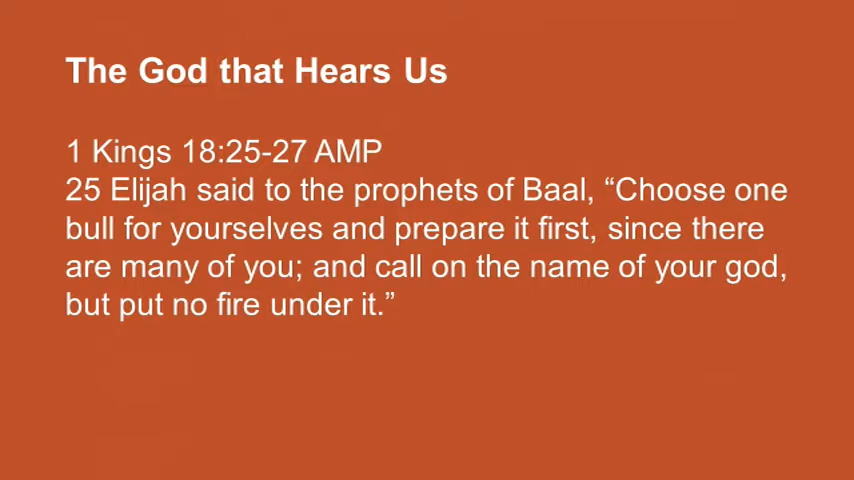 The God that Hears Us
1 Kings 18:25-27 AMP
25 Elijah said to the prophets of Baal, “Choose one
bull for yourselves and prepare it first, since there
are many of you; and call on the name of your god,
but put no fire under it.”